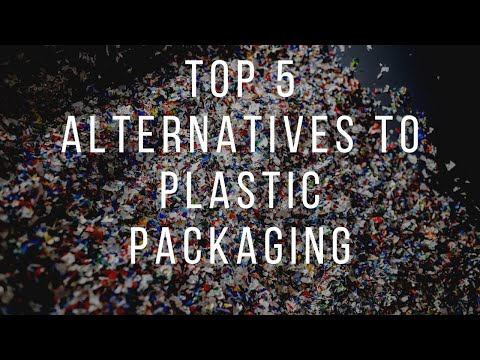 TOP 5
ALTERNATIVES TO
PLASTIC
PACKAGING